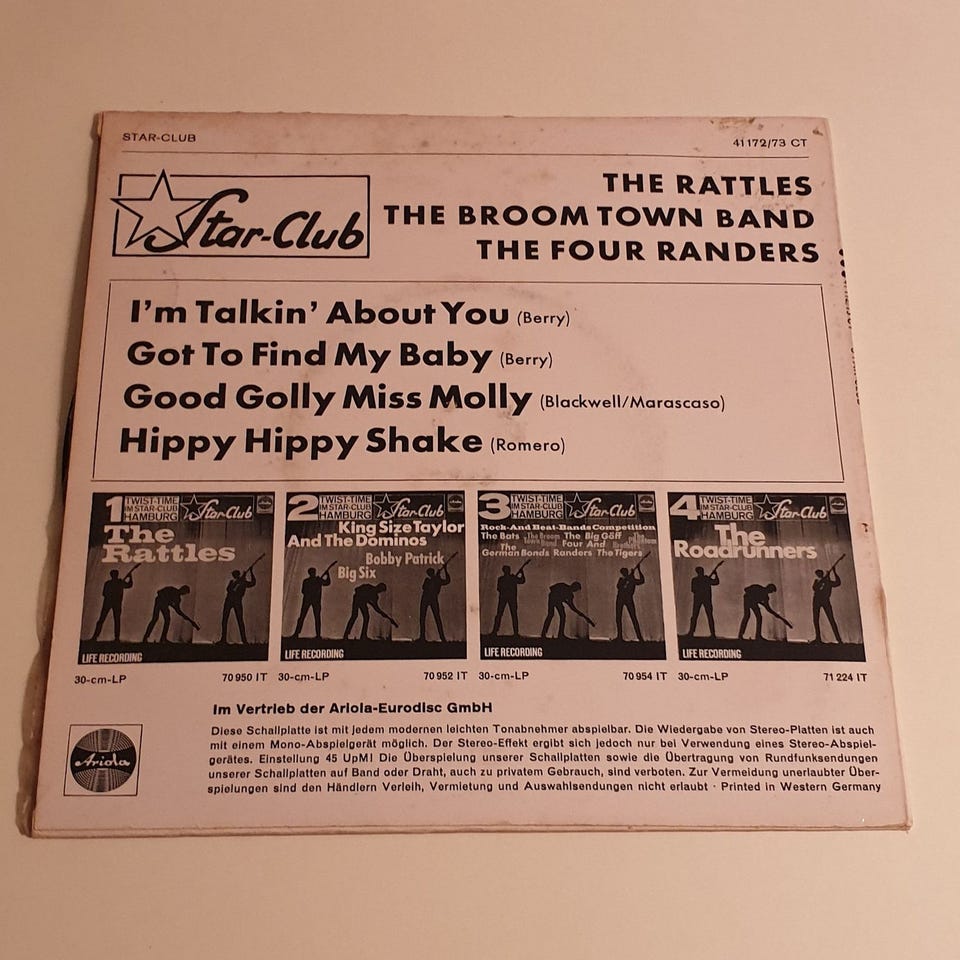 STAR-CLUB
41172/73 CT
Star-Club
THE RATTLES
THE BROOM TOWN BAND
THE FOUR RANDERS
I'm Talkin' About You (Berry)
Got To Find My Baby (Berry)
Good Golly Miss Molly (Blackwell/Marascaso)
Hippy Hippy Shake (Romero)
1 TWIST-TIME
IM STAR-CLUB
HAMBURG
Star-Club
The
Rattles
LIFE RECORDING
30-cm-LP 70 950 IT
2 TWIST-TIME
IM STAR-CLUB
HAMBURG
Star-Club
King Size Taylor
And The Dominos
Bobby Patrick
Big Six
LIFE RECORDING
30-cm-LP 70 952 IT
3 TWIST-TIME
IM STAR-CLUB
HAMBURG
Star-Club
Rock-And Beat-Bands Competition
The Bats The Broom Town Band The Big Göff
The German Bonds Four And Randers The Tigers
LIFE RECORDING
30-cm-LP 70 954 IT
4 TWIST-TIME
IM STAR-CLUB
HAMBURG
Star-Club
The
Roadrunners
LIFE RECORDING
30-cm-LP 71 224 IT
Im Vertrieb der Ariola-Eurodisc GmbH
Ariola
Diese Schallplatte ist mit jedem modernen leichten Tonabnehmer abspielbar. Die Wiedergabe von Stereo-Platten ist auch
mit einem Mono-Abspielgerät möglich. Der Stereo-Effekt ergibt sich jedoch nur bei Verwendung eines Stereo-Abspiel-
gerätes. Einstellung 45 UpM! Die Überspielung unserer Schallplatten sowie die Übertragung von Rundfunksendungen
unserer Schallplatten auf Band oder Draht, auch zu privatem Gebrauch, sind verboten. Zur Vermeidung unerlaubter Über-
spielungen sind den Händlern Verleih, Vermietung und Auswahlsendungen nicht erlaubt · Printed in Western Germany